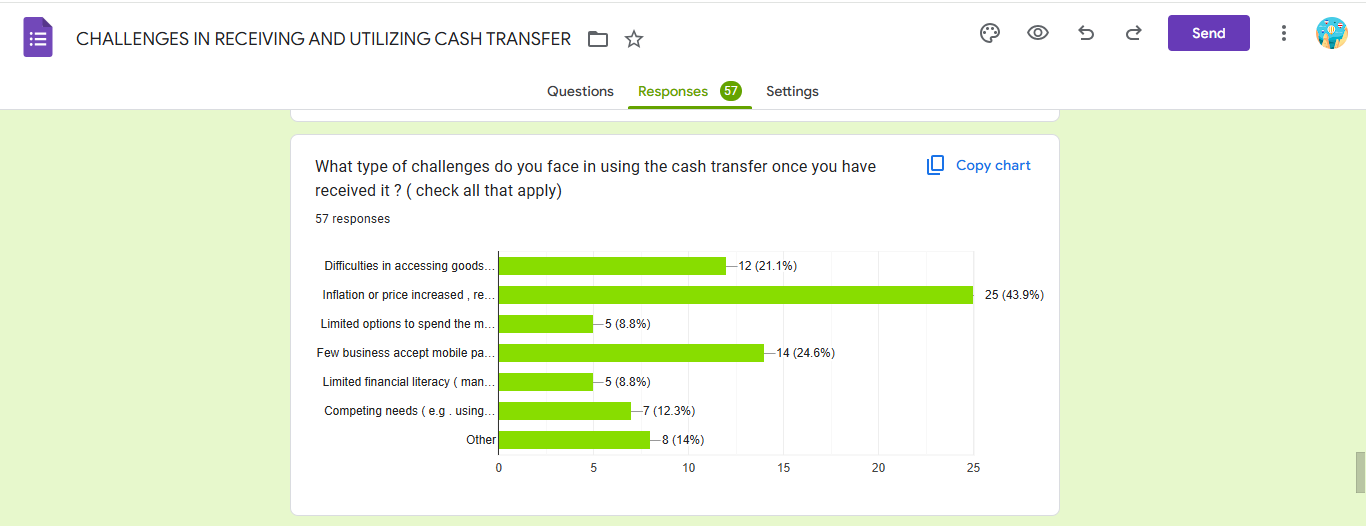 CHALLENGES IN RECEIVING AND UTILIZING CASH TRANSFER
Send
Questions
Responses 57
Settings
What type of challenges do you face in using the cash transfer once you have
received it ? ( check all that apply)
Copy chart
57 responses
Difficulties in accessing goods... 12 (21.1%)
Inflation or price increased , re... 25 (43.9%)
Limited options to spend the m... 5 (8.8%)
Few business accept mobile pa... 14 (24.6%)
Limited financial literacy ( man... 5 (8.8%)
Competing needs ( e.g . using... 7 (12.3%)
Other 8 (14%)
0 5 10 15 20 25